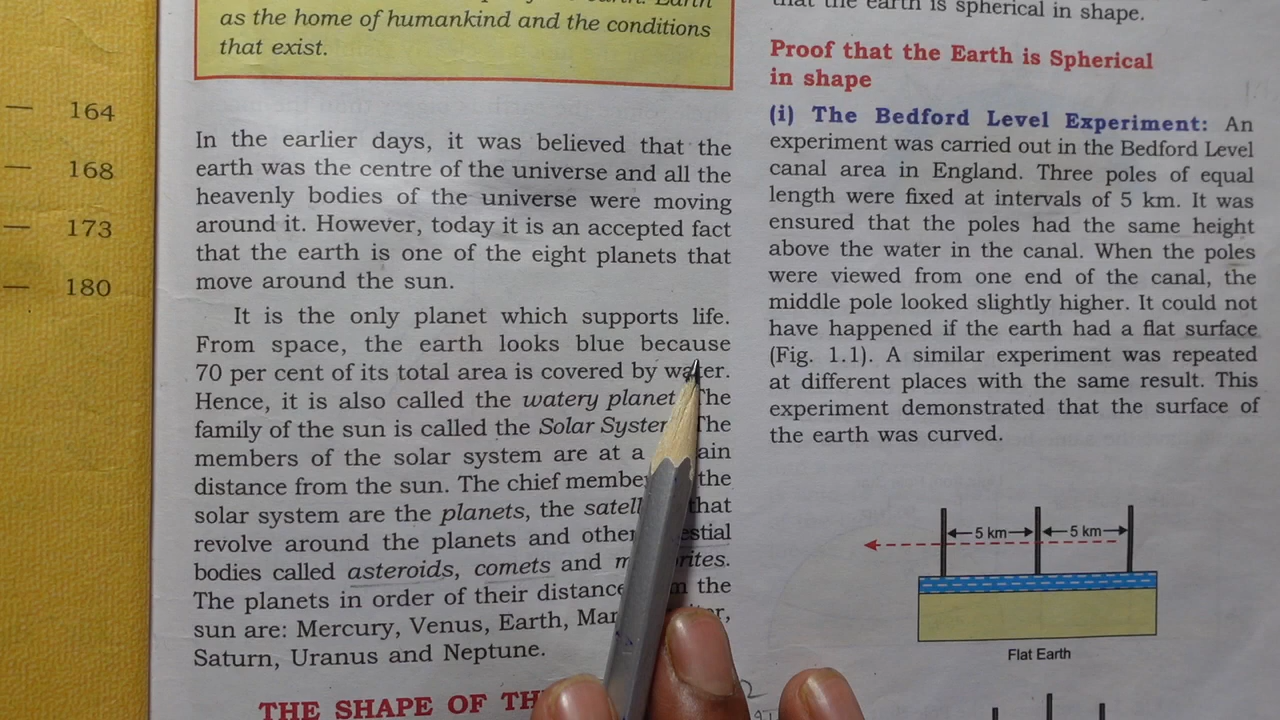 — 164
— 168
— 173
— 180
as the home of humankind and the conditions
that exist.
In the earlier days, it was believed that the
earth was the centre of the universe and all the
heavenly bodies of the universe were moving
around it. However, today it is an accepted fact
that the earth is one of the eight planets that
move around the sun.
It is the only planet which supports life.
From space, the earth looks blue because
70 per cent of its total area is covered by water.
Hence, it is also called the watery planet. The
family of the sun is called the Solar System. The
members of the solar system are at a
distance from the sun. The chief the
solar system are the planets, the that
revolve around the planets and other
bodies called asteroids, comets and
The planets in order of their distance the
sun are: Mercury, Venus, Earth,
Saturn, Uranus and Neptune.
THE SHAPE OF
that the earth is spherical in shape.
Proof that the Earth is Spherical
in shape
(i) The Bedford Level Experiment: An
experiment was carried out in the Bedford Level
canal area in England. Three poles of equal
length were fixed at intervals of 5 km. It was
ensured that the poles had the same height
above the water in the canal. When the poles
were viewed from one end of the canal, the
middle pole looked slightly higher. It could not
have happened if the earth had a flat surface
(Fig. 1.1). A similar experiment was repeated
at different places with the same result. This
experiment demonstrated that the surface of
the earth was curved.
5 km 5 km
Flat Earth